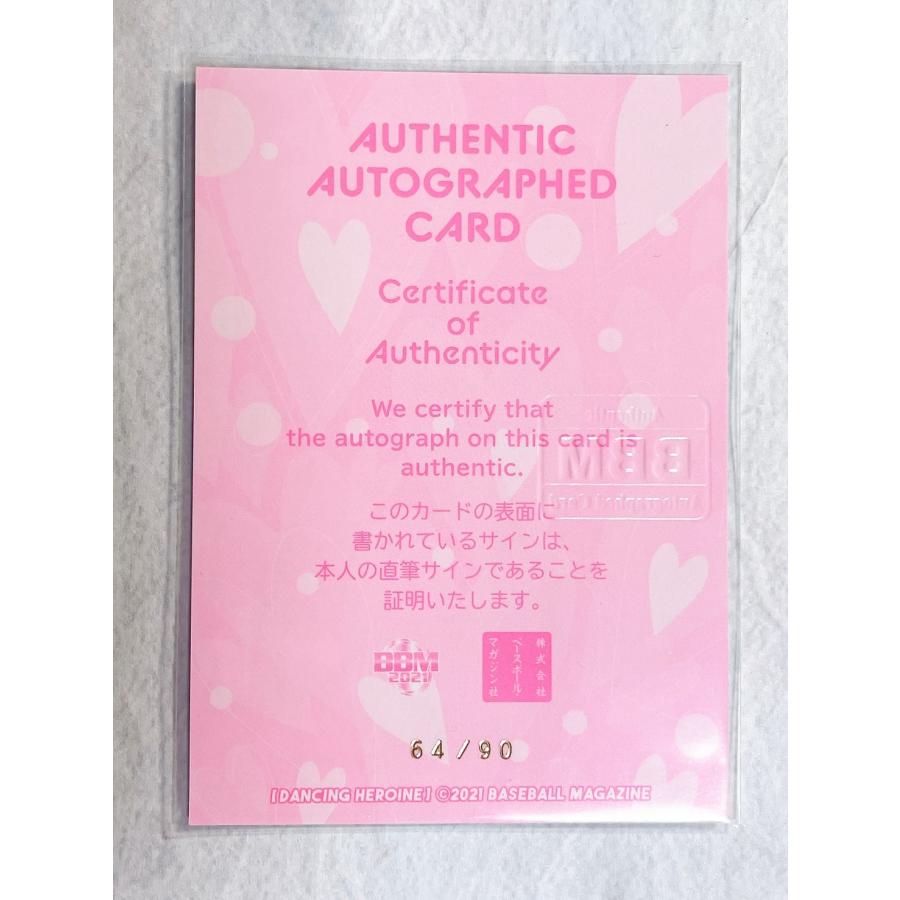 AUTHENTIC
AUTOGRAPHED
CARD
Certificate
of
Authenticity
We certify that
the autograph on this card is
authentic.
Authentic
BBM
Autographed Card
このカードの表面に
書かれているサインは、
本人の直筆サインであることを
証明いたします。
BBM
2021
株式会社
ベースボール・
マガジン社
64/90
[DANCING HEROINE] ©2021 BASEBALL MAGAZINE